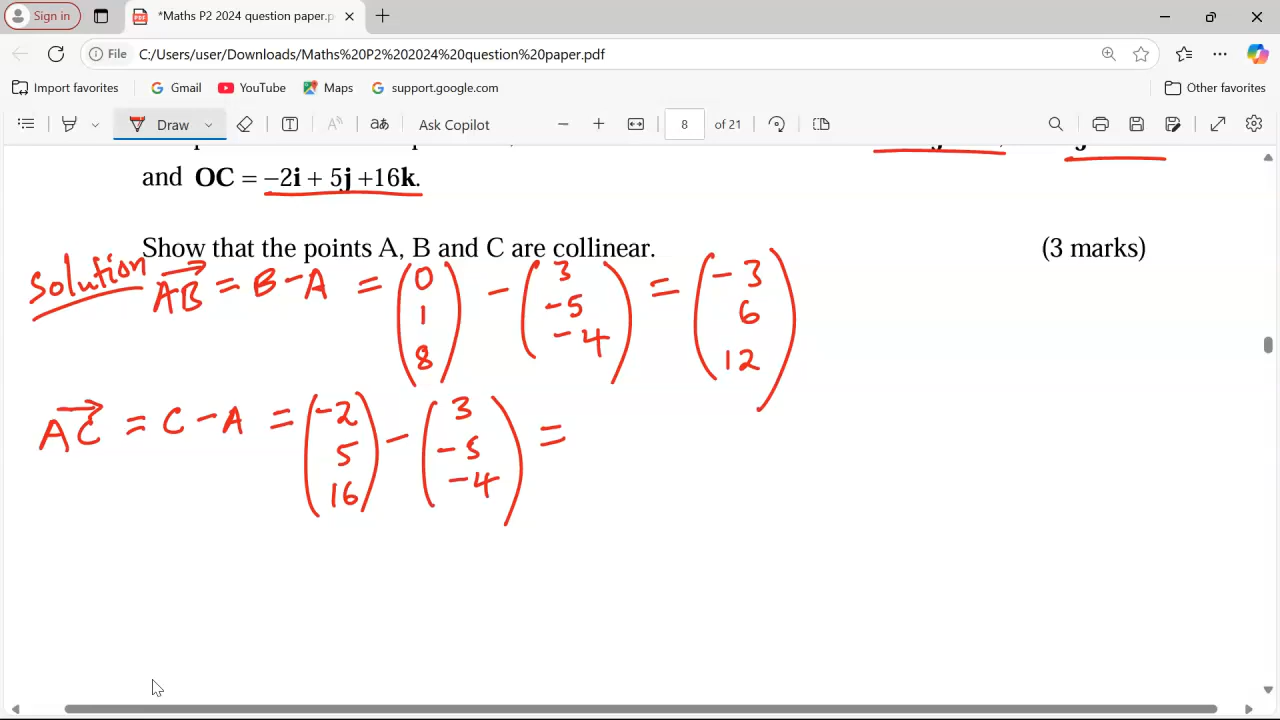 Sign in
*Maths P2 2024 question paper.p
File
C:/Users/user/Downloads/Maths%20P2%202024%20question%20paper.pdf
Import favorites
Gmail
YouTube
Maps
support.google.com
Other favorites
Draw
Ask Copilot
8 of 21
and OC = −2i + 5j +16k.
Show that the points A, B and C are collinear. (3 marks)
Solution AB = B - A = (0 1 8) - (3 -5 -4) = (-3 6 12)
AC = C - A = (-2 5 16) - (3 -5 -4) =